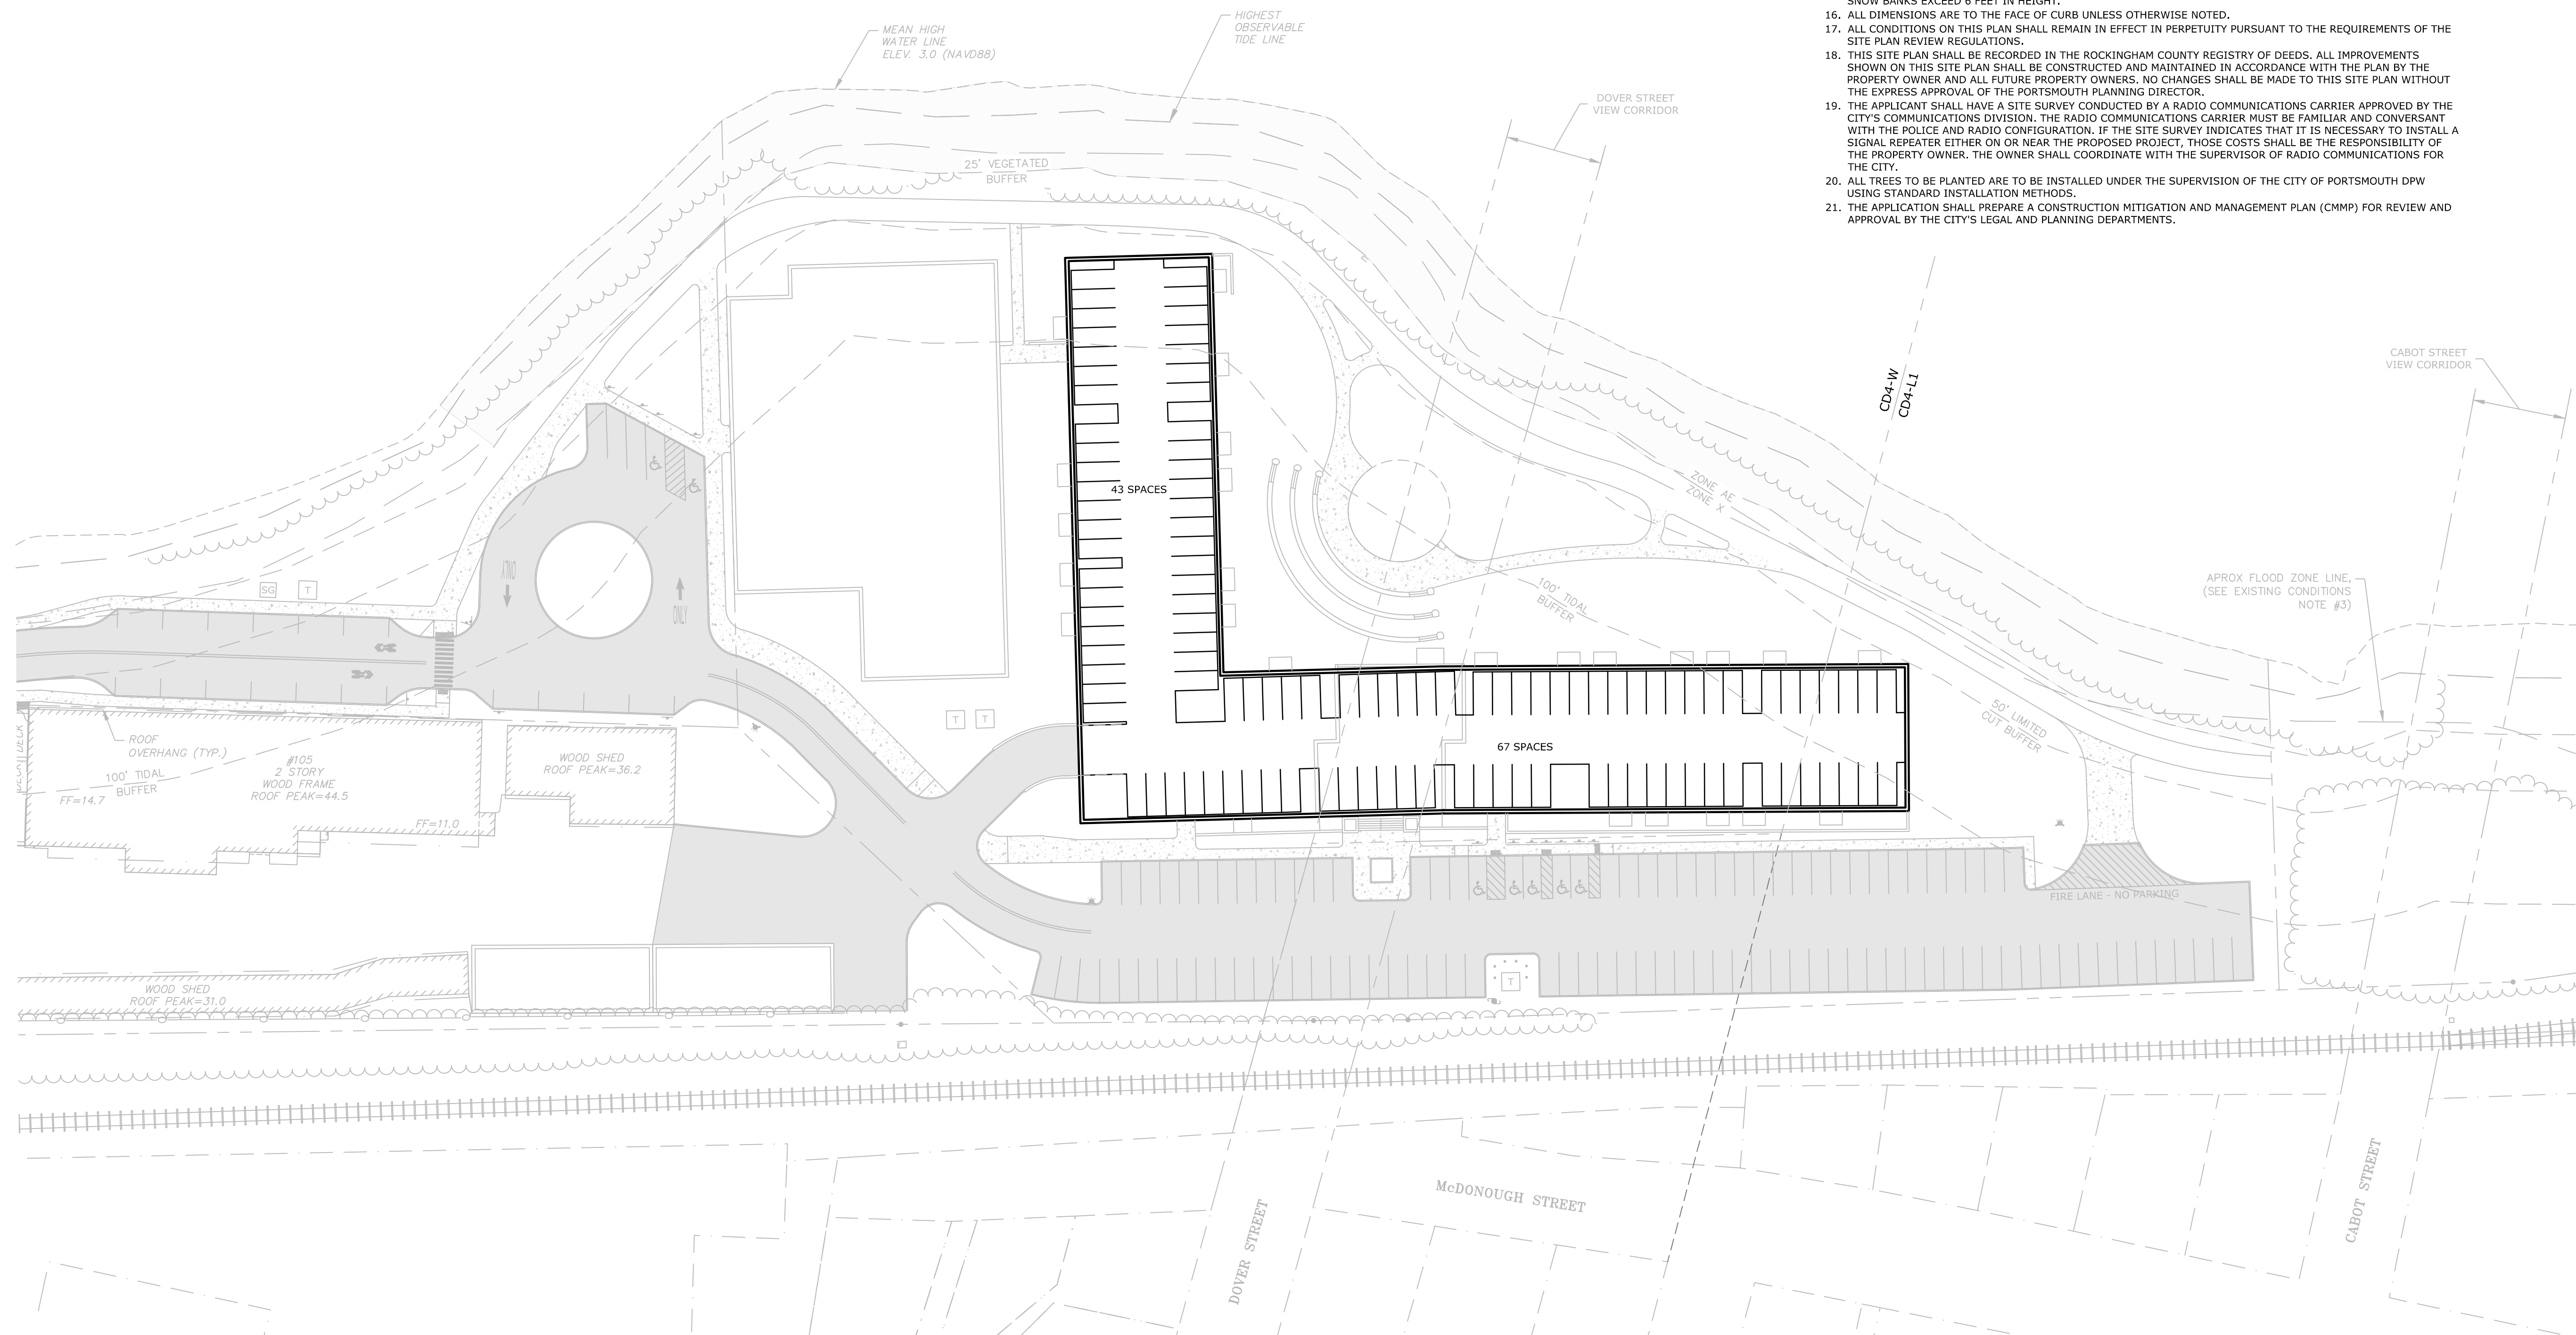 SNOW BANKS EXCEED 6 FEET IN HEIGHT.
16. ALL DIMENSIONS ARE TO THE FACE OF CURB UNLESS OTHERWISE NOTED.
17. ALL CONDITIONS ON THIS PLAN SHALL REMAIN IN EFFECT IN PERPETUITY PURSUANT TO THE REQUIREMENTS OF THE
SITE PLAN REVIEW REGULATIONS.
18. THIS SITE PLAN SHALL BE RECORDED IN THE ROCKINGHAM COUNTY REGISTRY OF DEEDS. ALL IMPROVEMENTS
SHOWN ON THIS SITE PLAN SHALL BE CONSTRUCTED AND MAINTAINED IN ACCORDANCE WITH THE PLAN BY THE
PROPERTY OWNER AND ALL FUTURE PROPERTY OWNERS. NO CHANGES SHALL BE MADE TO THIS SITE PLAN WITHOUT
THE EXPRESS APPROVAL OF THE PORTSMOUTH PLANNING DIRECTOR.
19. THE APPLICANT SHALL HAVE A SITE SURVEY CONDUCTED BY A RADIO COMMUNICATIONS CARRIER APPROVED BY THE
CITY'S COMMUNICATIONS DIVISION. THE RADIO COMMUNICATIONS CARRIER MUST BE FAMILIAR AND CONVERSANT
WITH THE POLICE AND RADIO CONFIGURATION. IF THE SITE SURVEY INDICATES THAT IT IS NECESSARY TO INSTALL A
SIGNAL REPEATER EITHER ON OR NEAR THE PROPOSED PROJECT, THOSE COSTS SHALL BE THE RESPONSIBILITY OF
THE PROPERTY OWNER. THE OWNER SHALL COORDINATE WITH THE SUPERVISOR OF RADIO COMMUNICATIONS FOR
THE CITY.
20. ALL TREES TO BE PLANTED ARE TO BE INSTALLED UNDER THE SUPERVISION OF THE CITY OF PORTSMOUTH DPW
USING STANDARD INSTALLATION METHODS.
21. THE APPLICATION SHALL PREPARE A CONSTRUCTION MITIGATION AND MANAGEMENT PLAN (CMMP) FOR REVIEW AND
APPROVAL BY THE CITY'S LEGAL AND PLANNING DEPARTMENTS.
MEAN HIGH
WATER LINE
ELEV. 3.0 (NAVD88)
HIGHEST
OBSERVABLE
TIDE LINE
DOVER STREET
VIEW CORRIDOR
25' VEGETATED
BUFFER
CABOT STREET
VIEW CORRIDOR
CD4-W
CD4-L1
43 SPACES
ZONE AE
ZONE X
APROX FLOOD ZONE LINE,
(SEE EXISTING CONDITIONS
NOTE #3)
ONLY
ONLY
SG
T
100' TIDAL
BUFFER
T
T
50' LIMITED
CUT BUFFER
67 SPACES
ROOF
OVERHANG (TYP.)
DECK
#105
2 STORY
WOOD FRAME
ROOF PEAK=44.5
100' TIDAL
BUFFER
FF=14.7
FF=11.0
WOOD SHED
ROOF PEAK=36.2
FIRE LANE - NO PARKING
T
WOOD SHED
ROOF PEAK=31.0
McDONOUGH STREET
DOVER STREET
CABOT STREET